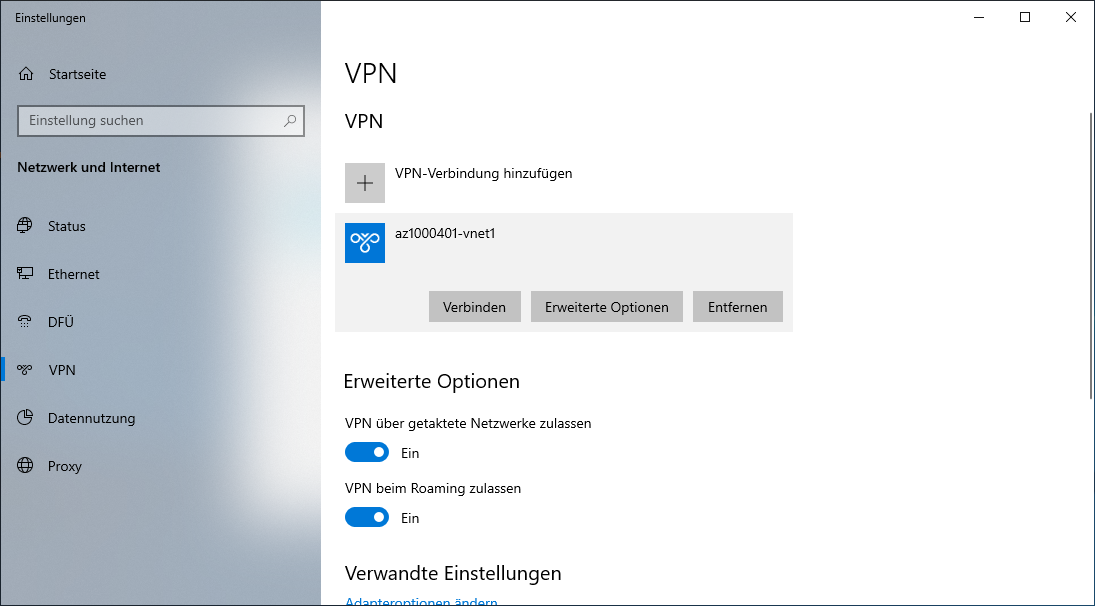 Einstellungen
Startseite
Einstellung suchen
Netzwerk und Internet
Status
Ethernet
DFÜ
VPN
Datennutzung
Proxy
VPN
VPN
VPN-Verbindung hinzufügen
az1000401-vnet1
Verbinden
Erweiterte Optionen
Entfernen
Erweiterte Optionen
VPN über getaktete Netzwerke zulassen
Ein
VPN beim Roaming zulassen
Ein
Verwandte Einstellungen
Adapteroptionen ändern